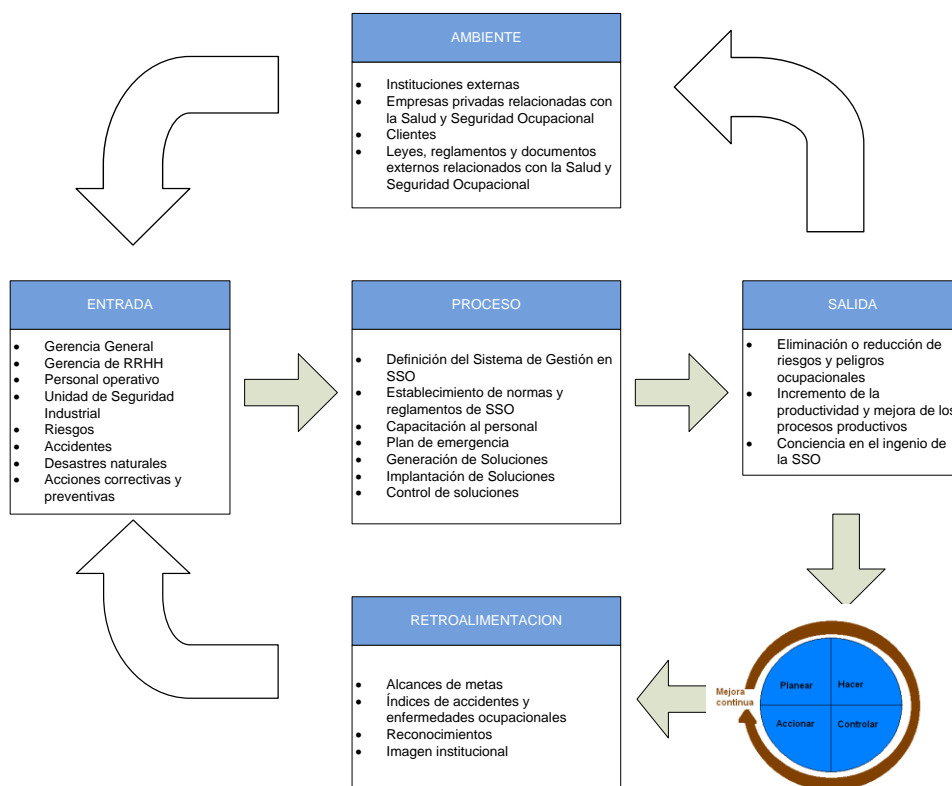 AMBIENTE
Instituciones externas
Empresas privadas relacionadas con
la Salud y Seguridad Ocupacional
Clientes
Leyes, reglamentos y documentos
externos relacionados con la Salud y
Seguridad Ocupacional
ENTRADA
Gerencia General
Gerencia de RRHH
Personal operativo
Unidad de Seguridad
Industrial
Riesgos
Accidentes
Desastres naturales
Acciones correctivas y
preventivas
PROCESO
Definición del Sistema de Gestión en
SSO
Establecimiento de normas y
reglamentos de SSO
Capacitación al personal
Plan de emergencia
Generación de Soluciones
Implantación de Soluciones
Control de soluciones
SALIDA
Eliminación o reducción de
riesgos y peligros
ocupacionales
Incremento de la
productividad y mejora de los
procesos productivos
Conciencia en el ingenio de
la SSO
RETROALIMENTACION
Alcances de metas
Índices de accidentes y
enfermedades ocupacionales
Reconocimientos
Imagen institucional
Mejora
continua
Planear
Hacer
Accionar
Controlar